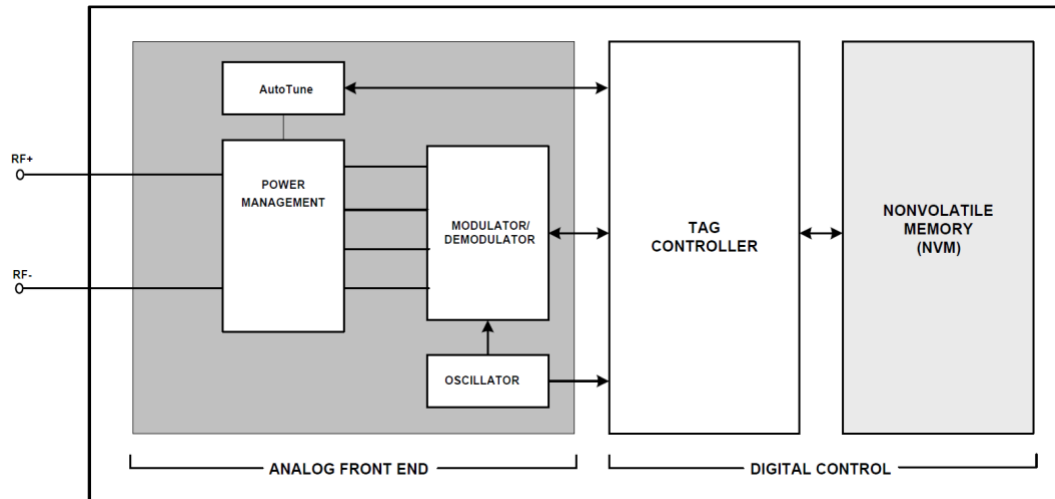 AutoTune
RF+
POWER
MANAGEMENT
MODULATOR/
DEMODULATOR
TAG
CONTROLLER
NONVOLATILE
MEMORY
(NVM)
RF-
OSCILLATOR
ANALOG FRONT END
DIGITAL CONTROL